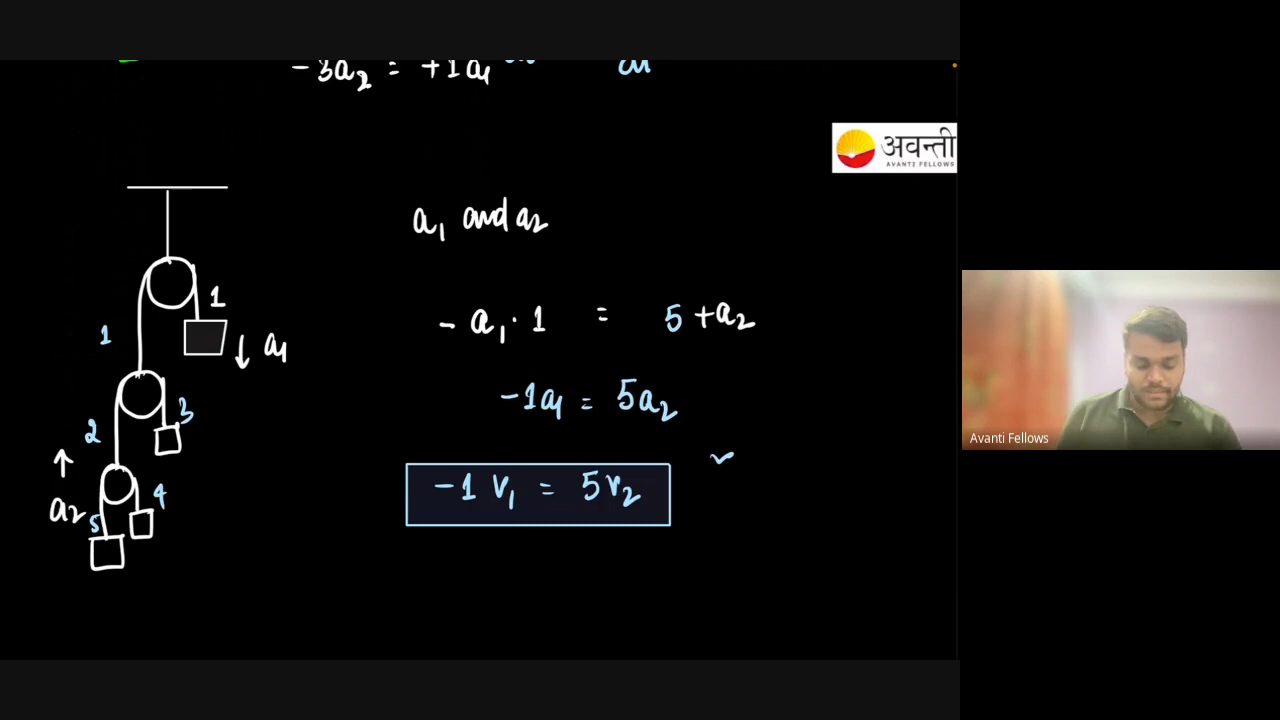 -3a₂ = +1a₁
अवन्ती
AVANTI FELLOWS
a₁ and a₂
1
1
- a₁ · 1 = 5 + a₂
↓ a₁
3
-1a₁ = 5a₂
2
↑
-1 v₁ = 5v₂
4
a₂
5
Avanti Fellows